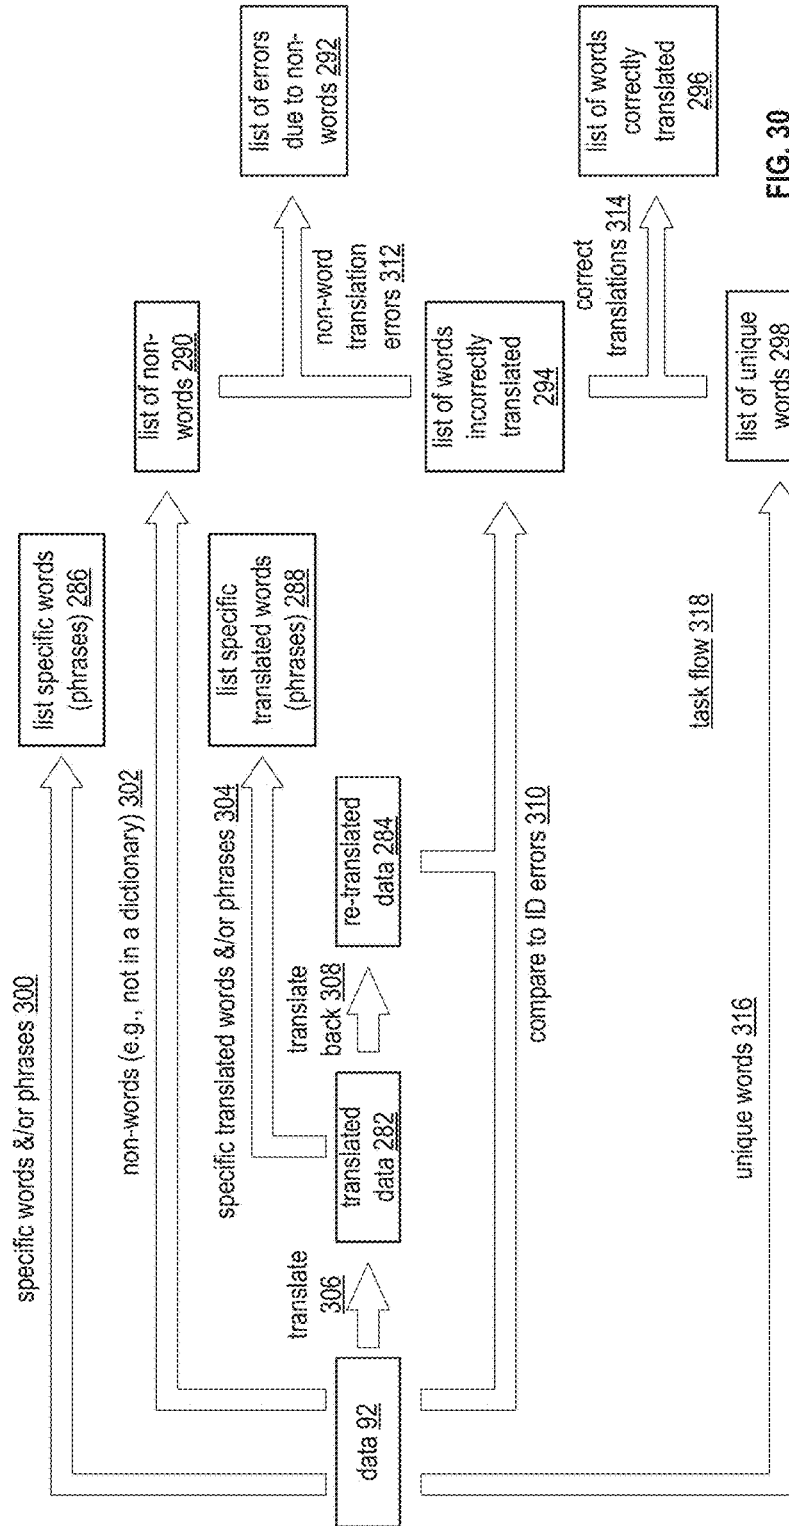 specific words &/or phrases 300
list specific words
(phrases) 286
non-words (e.g., not in a dictionary) 302
list of non-
words 290
list of errors
due to non-
words 292
specific translated words &/or phrases 304
list specific
translated words
(phrases) 288
non-word
translation
errors 312
data 92
translate
306
translated
data 282
translate
back 308
re-translated
data 284
compare to ID errors 310
list of words
incorrectly
translated
294
correct
translations 314
list of words
correctly
translated
296
unique words 316
task flow 318
list of unique
words 298
FIG. 30